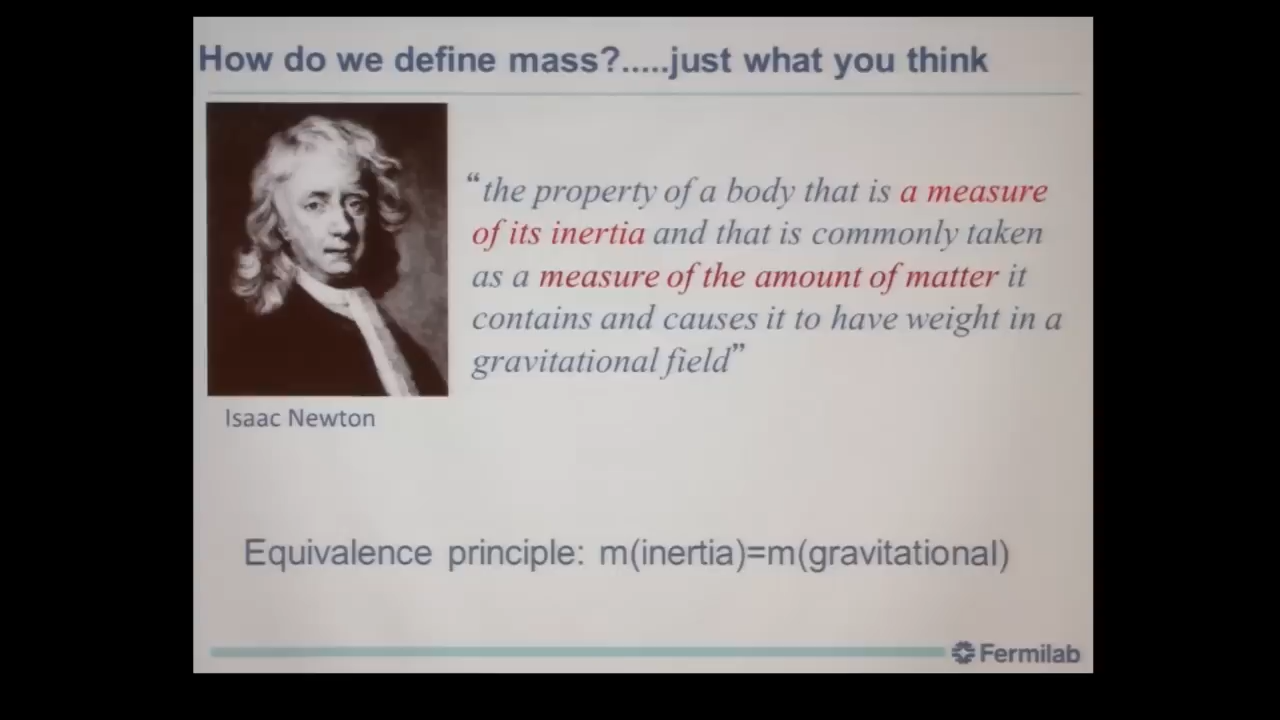 How do we define mass?.....just what you think
“the property of a body that is a measure
of its inertia and that is commonly taken
as a measure of the amount of matter it
contains and causes it to have weight in a
gravitational field”
Isaac Newton
Equivalence principle: m(inertia)=m(gravitational)
Fermilab